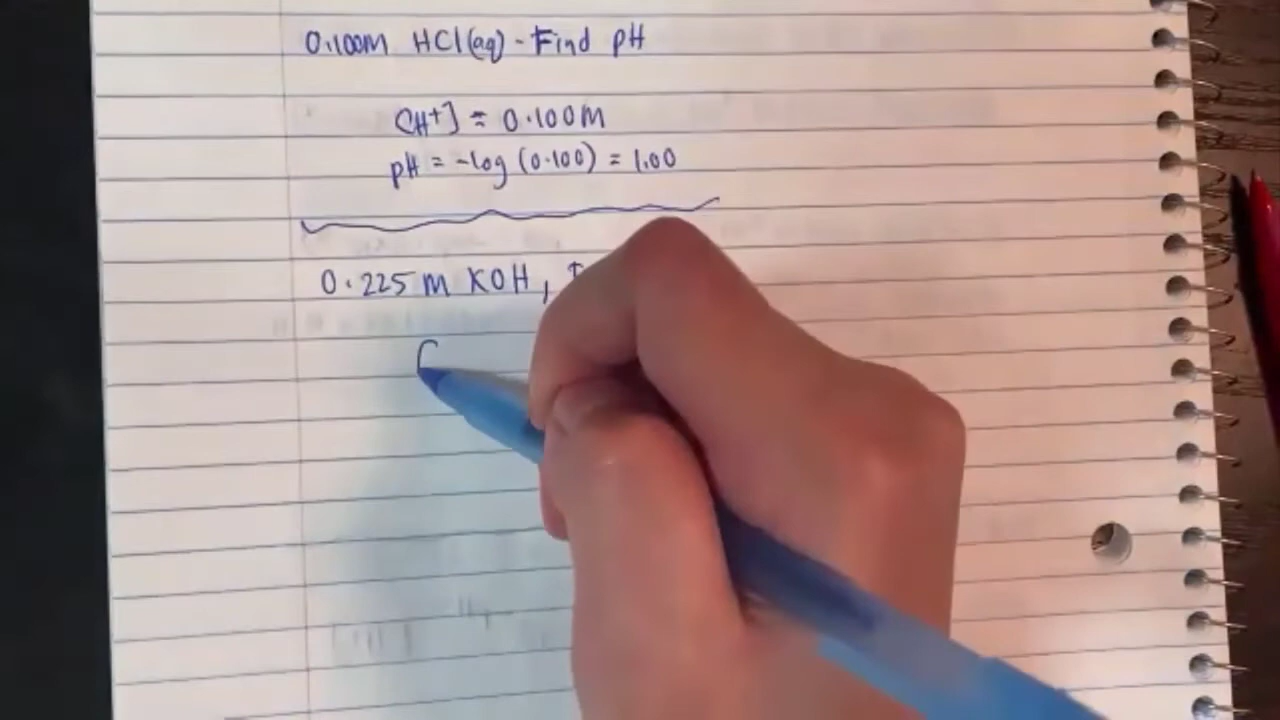 0.100M HCl(aq) - Find pH
[H+] = 0.100M
pH = -log (0.100) = 1.00
0.225 M KOH,
[